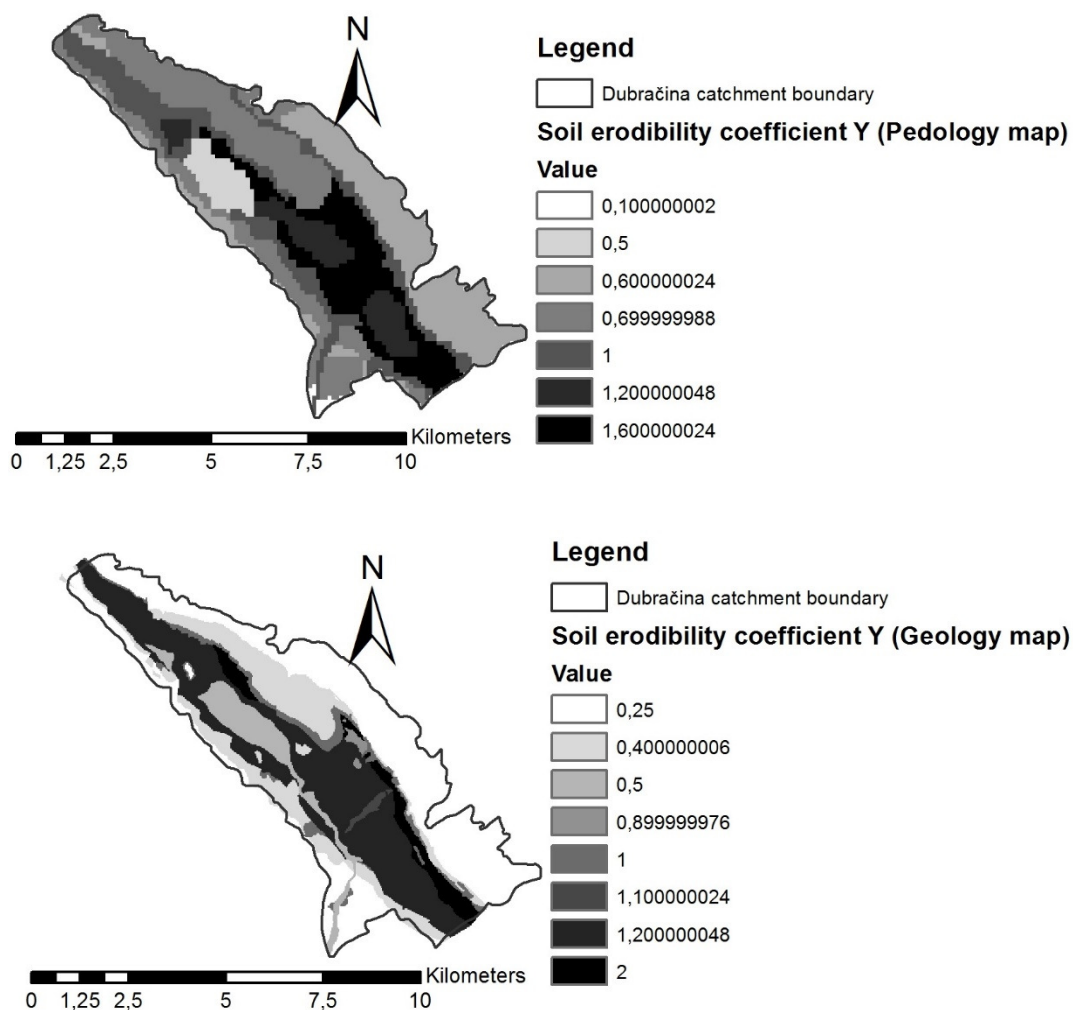 N
Legend
Dubračina catchment boundary
Soil erodibility coefficient Y (Pedology map)
Value
0,100000002
0,5
0,600000024
0,699999988
1
1,200000048
1,600000024
Kilometers
0 1,25 2,5 5 7,5 10
N
Legend
Dubračina catchment boundary
Soil erodibility coefficient Y (Geology map)
Value
0,25
0,400000006
0,5
0,899999976
1
1,100000024
1,200000048
2
Kilometers
0 1,25 2,5 5 7,5 10